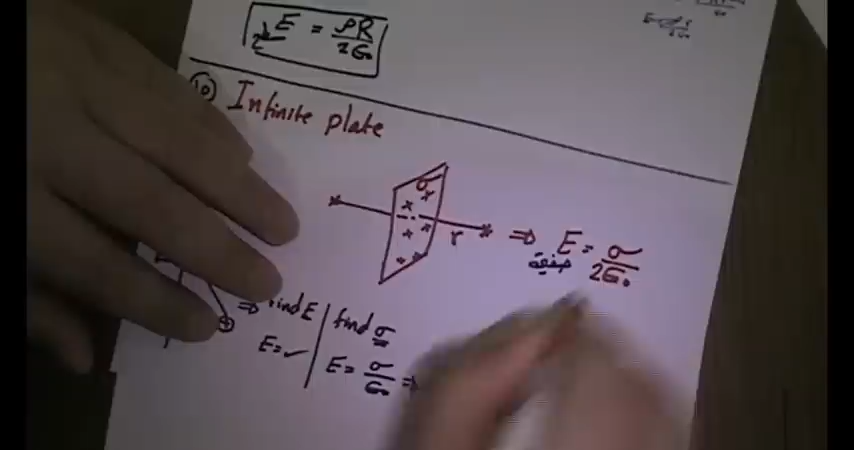 E = ρR / 2ε₀
⑩ Infinite plate
σ
r
⇒ E = σ / 2ε₀
صفيحة
⇒ find E | find σ
E = ✓ | E = σ / ε₀ ⇒